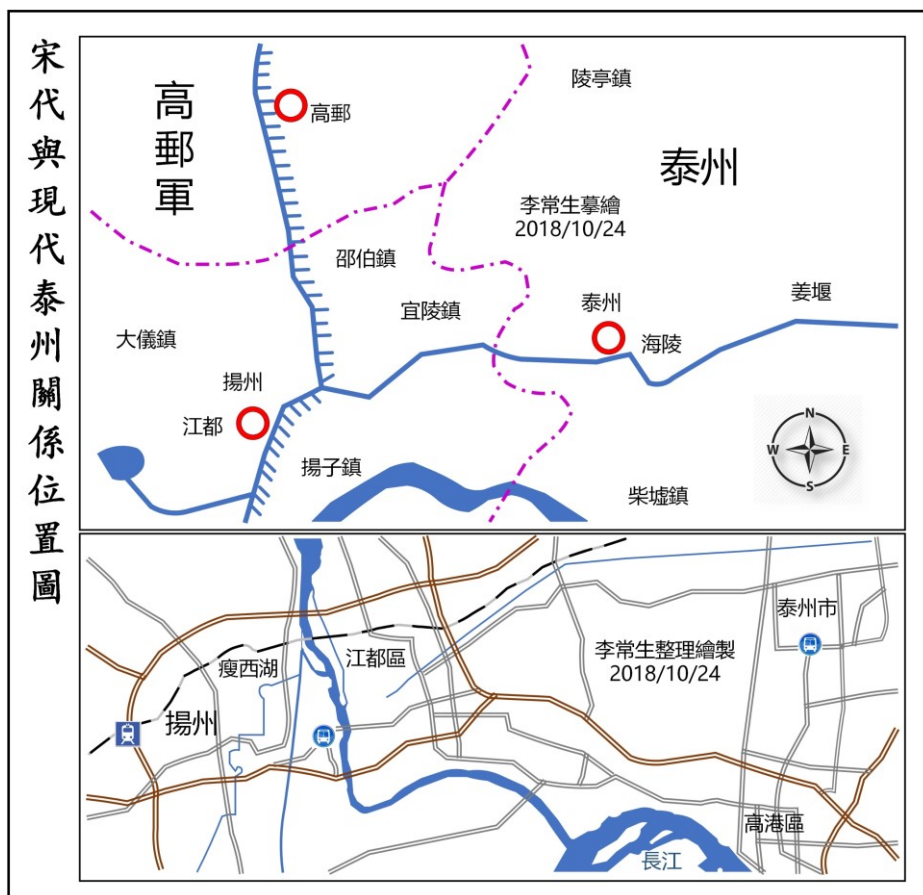 宋代與現代泰州關係位置圖
高郵軍
高郵
陵亭鎮
泰州
李常生摹繪
2018/10/24
邵伯鎮
宜陵鎮
泰州
姜堰
大儀鎮
海陵
揚州
江都
揚子鎮
柴墟鎮
N
W
E
S
泰州市
瘦西湖
江都區
李常生整理繪製
2018/10/24
揚州
高港區
長江